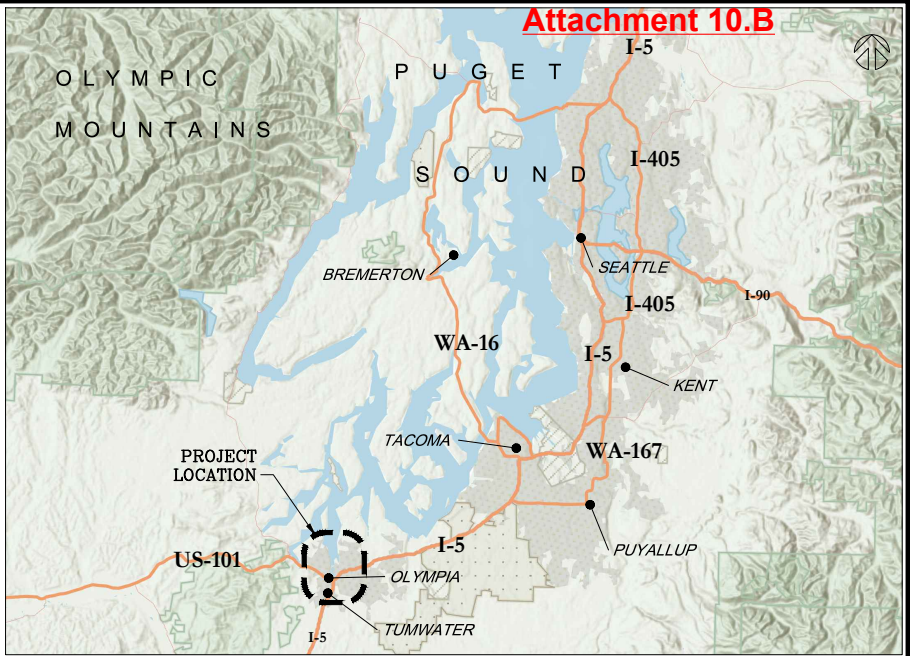 Attachment 10.B
I-5
OLYMPIC
MOUNTAINS
PUGET
SOUND
I-405
BREMERTON
SEATTLE
I-405
I-90
WA-16
I-5
KENT
TACOMA
WA-167
PROJECT
LOCATION
PUYALLUP
I-5
US-101
OLYMPIA
TUMWATER
I-5